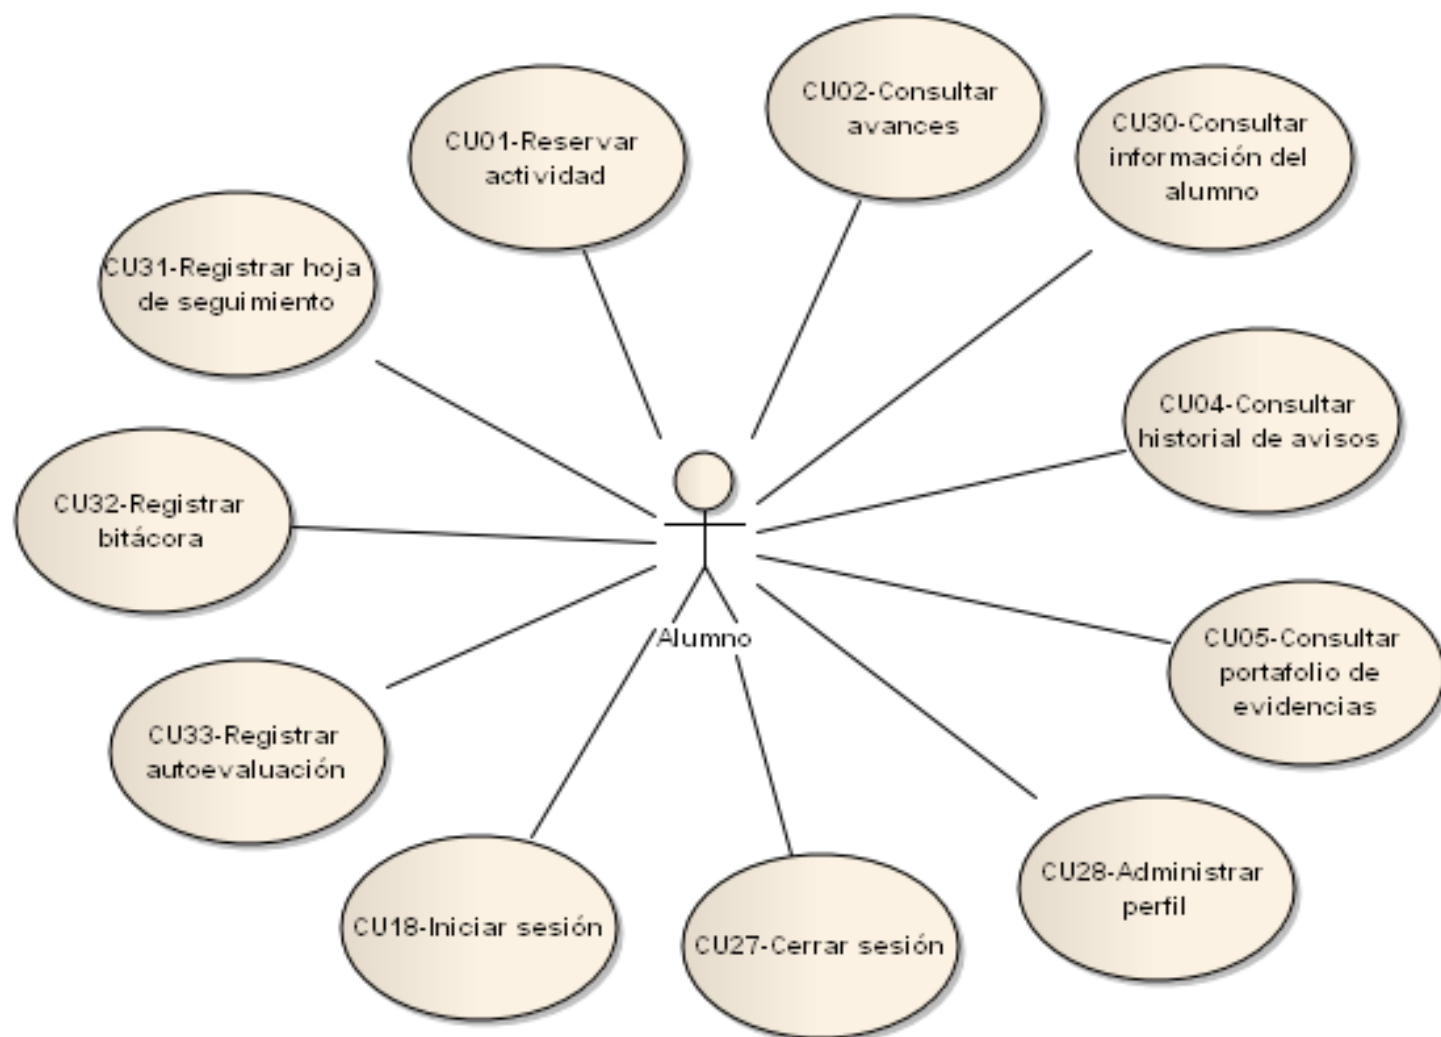 CU02-Consultar
avances
CU01-Reservar
actividad
CU30-Consultar
información del
alumno
CU31-Registrar hoja
de seguimiento
CU04-Consultar
historial de avisos
CU32-Registrar
bitácora
Alumno
CU05-Consultar
portafolio de
evidencias
CU33-Registrar
autoevaluación
CU28-Administrar
perfil
CU18-Iniciar sesión
CU27-Cerrar sesión